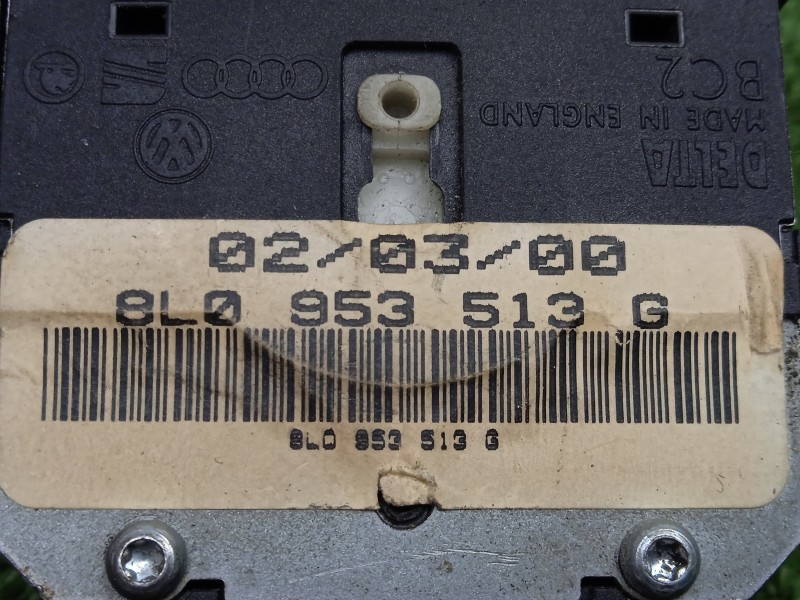 DELTA
MADE IN ENGLAND
BC2
02/03/00
8L0 953 513 G
8L0 953 513 G